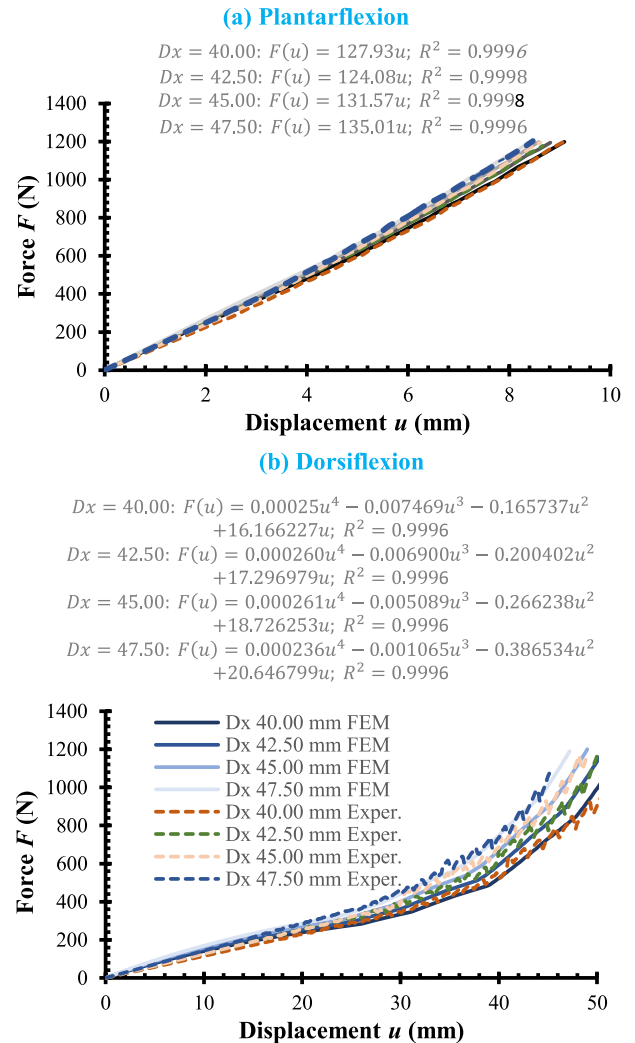 (a) Plantarflexion
Dx = 40.00: F(u) = 127.93u; R² = 0.9996
Dx = 42.50: F(u) = 124.08u; R² = 0.9998
Dx = 45.00: F(u) = 131.57u; R² = 0.9998
Dx = 47.50: F(u) = 135.01u; R² = 0.9996
1400
1200
1000
800
600
400
200
0
Force F (N)
0 2 4 6 8 10
Displacement u (mm)
(b) Dorsiflexion
Dx = 40.00: F(u) = 0.00025u⁴ − 0.007469u³ − 0.165737u²
+16.166227u; R² = 0.9996
Dx = 42.50: F(u) = 0.000260u⁴ − 0.006900u³ − 0.200402u²
+17.296979u; R² = 0.9996
Dx = 45.00: F(u) = 0.000261u⁴ − 0.005089u³ − 0.266238u²
+18.726253u; R² = 0.9996
Dx = 47.50: F(u) = 0.000236u⁴ − 0.001065u³ − 0.386534u²
+20.646799u; R² = 0.9996
1400
1200
1000
800
600
400
200
0
Force F (N)
Dx 40.00 mm FEM
Dx 42.50 mm FEM
Dx 45.00 mm FEM
Dx 47.50 mm FEM
Dx 40.00 mm Exper.
Dx 42.50 mm Exper.
Dx 45.00 mm Exper.
Dx 47.50 mm Exper.
0 10 20 30 40 50
Displacement u (mm)